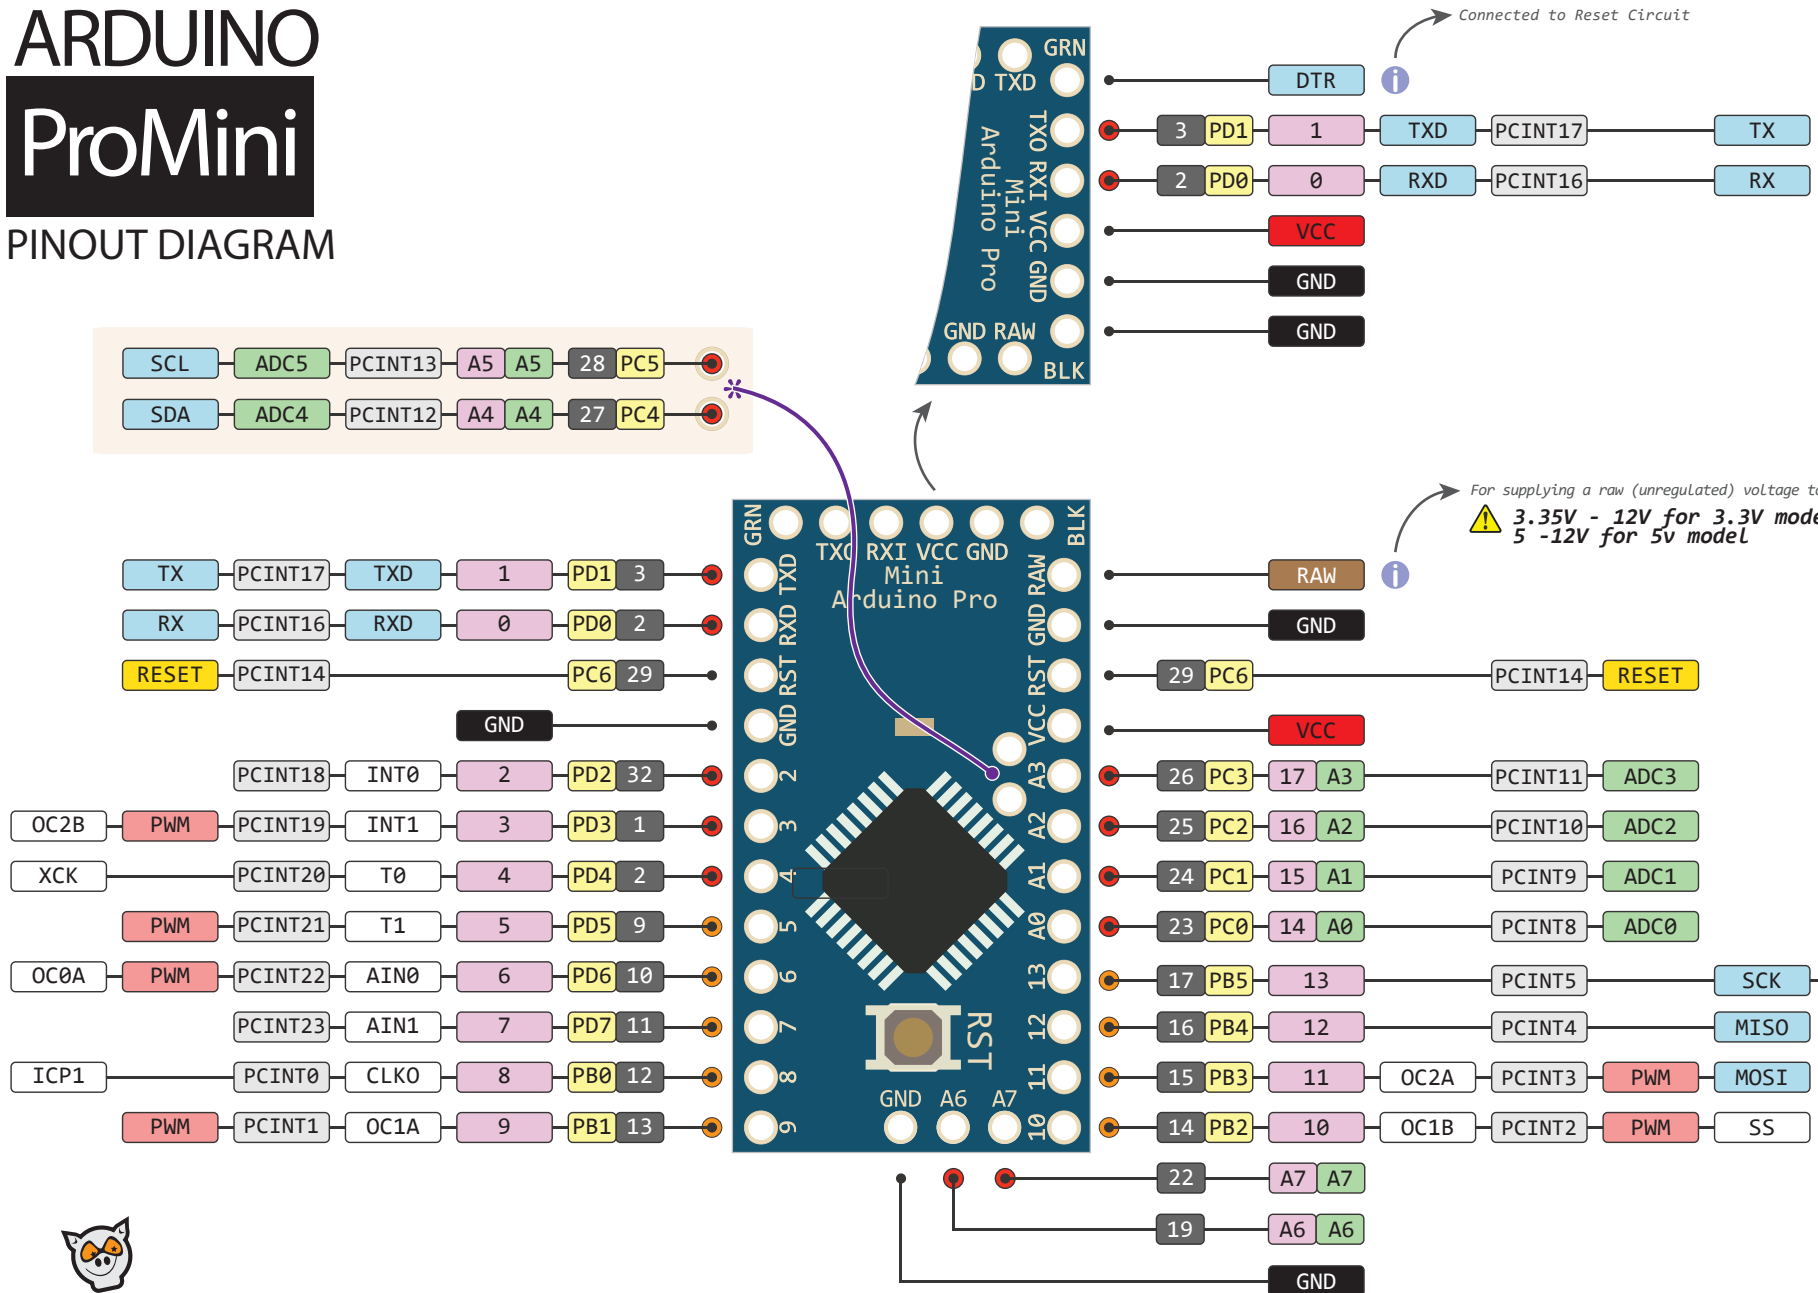 ARDUINO
ProMini
PINOUT DIAGRAM
Connected to Reset Circuit
GRN
D TXD
TXO RXI VCC GND
Mini
Arduino Pro
GND RAW
BLK
DTR
3 PD1 1 TXD PCINT17 TX
2 PD0 0 RXD PCINT16 RX
VCC
GND
GND
SCL ADC5 PCINT13 A5 A5 28 PC5
SDA ADC4 PCINT12 A4 A4 27 PC4
For supplying a raw (unregulated) voltage to
3.35V - 12V for 3.3V mode
5 -12V for 5v model
GRN
BLK
TXO RXI VCC GND
Mini
Arduino Pro
TXD
RXD
RST
GND
2
3
4
5
6
7
8
9
RAW
GND
RST
VCC
A3
A2
A1
A0
13
12
11
10
RST
GND A6 A7
TX PCINT17 TXD 1 PD1 3
RX PCINT16 RXD 0 PD0 2
RESET PCINT14 PC6 29
GND
PCINT18 INT0 2 PD2 32
OC2B PWM PCINT19 INT1 3 PD3 1
XCK PCINT20 T0 4 PD4 2
PWM PCINT21 T1 5 PD5 9
OC0A PWM PCINT22 AIN0 6 PD6 10
PCINT23 AIN1 7 PD7 11
ICP1 PCINT0 CLKO 8 PB0 12
PWM PCINT1 OC1A 9 PB1 13
RAW
GND
29 PC6 PCINT14 RESET
VCC
26 PC3 17 A3 PCINT11 ADC3
25 PC2 16 A2 PCINT10 ADC2
24 PC1 15 A1 PCINT9 ADC1
23 PC0 14 A0 PCINT8 ADC0
17 PB5 13 PCINT5 SCK
16 PB4 12 PCINT4 MISO
15 PB3 11 OC2A PCINT3 PWM MOSI
14 PB2 10 OC1B PCINT2 PWM SS
22 A7 A7
19 A6 A6
GND